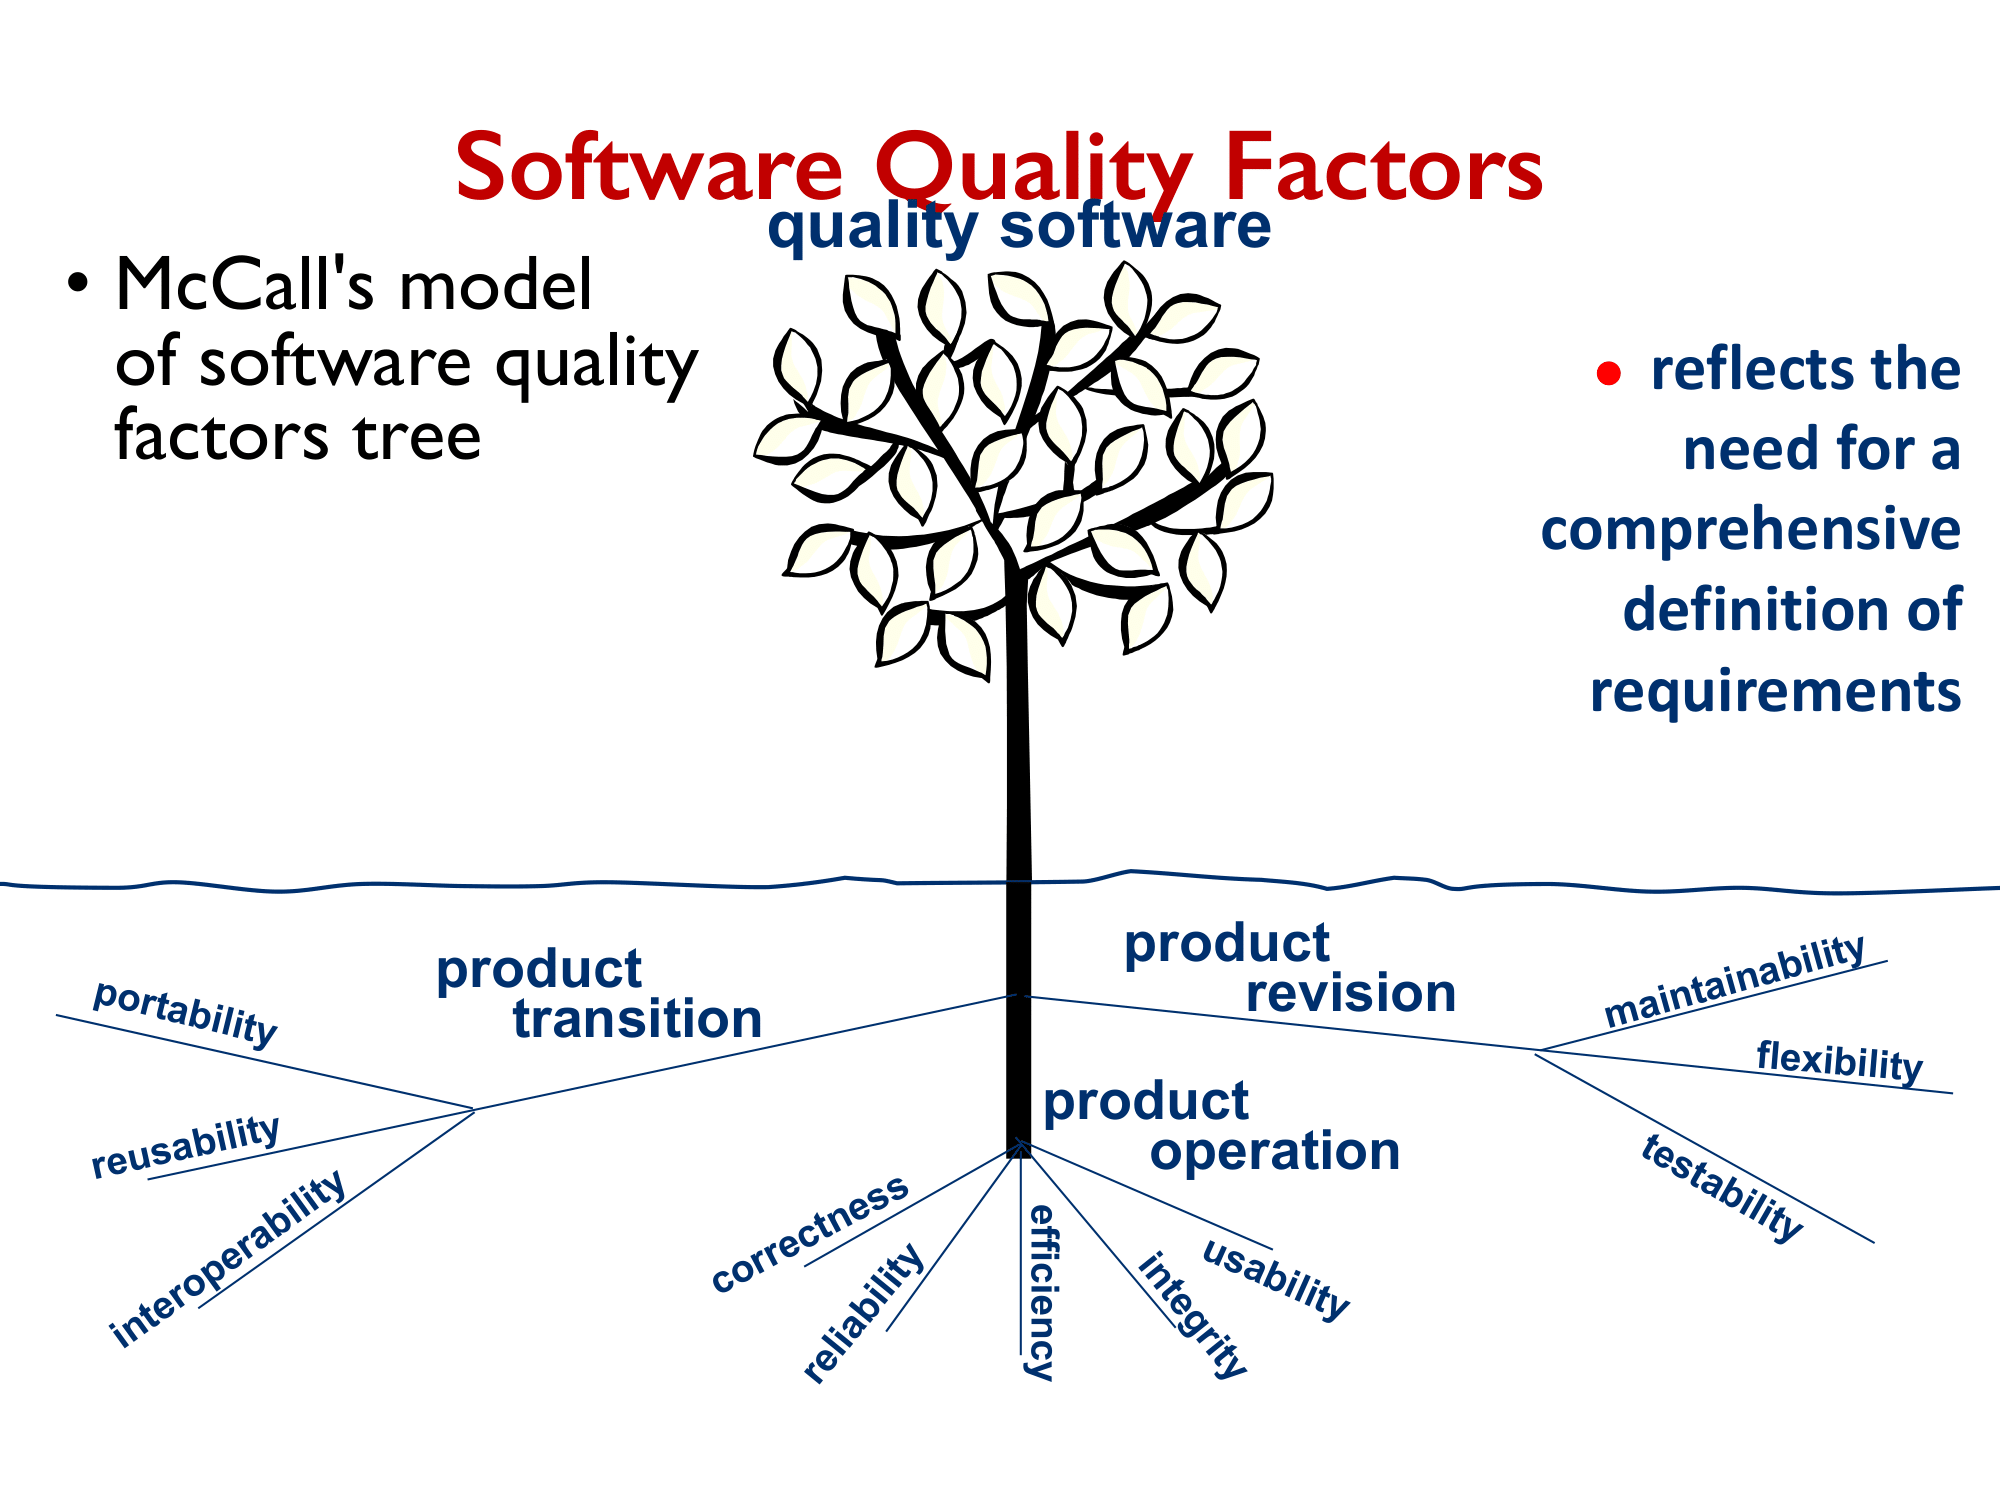 Software Quality Factors
quality software
• McCall's model
of software quality
factors tree
• reflects the
need for a
comprehensive
definition of
requirements
product
transition
portability
reusability
interoperability
product
revision
maintainability
flexibility
testability
product
operation
correctness
reliability
efficiency
integrity
usability